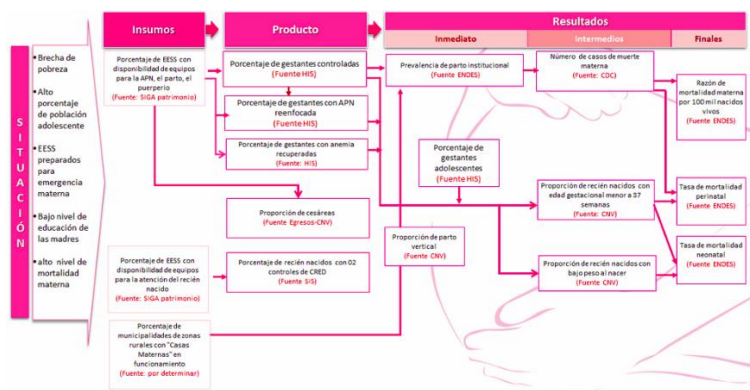 Insumos
Producto
Resultados
Inmediato
Intermedios
Finales
SITUACIÓN
• Brecha de
pobreza
• Alto
porcentaje
de población
adolescente
• EESS
preparados
para
emergencia
materna
• Bajo nivel de
educación de
las madres
• alto nivel de
mortalidad
materna
Porcentaje de EESS con
disponibilidad de equipos
para la APN, el parto, el
puerperio
(Fuente: SIGA patrimonio)
Porcentaje de EESS con
disponibilidad de equipos
para la atención del recién
nacido
(Fuente: SIGA patrimonio)
Porcentaje de
municipalidades de zonas
rurales con "Casas
Maternas" en
funcionamiento
(Fuente: por determinar)
Porcentaje de gestantes controladas
(Fuente HIS)
Porcentaje de gestantes con APN
reenfocada
(Fuente HIS)
Porcentaje de gestantes con anemia
recuperadas
(Fuente: HIS)
Proporción de cesáreas
(Fuente Egresos-CNV)
Porcentaje de recién nacidos con 02
controles de CRED
(Fuente SIS)
Prevalencia de parto institucional
(Fuente ENDES)
Porcentaje de
gestantes
adolescentes
(Fuente HIS)
Proporción de parto
vertical
(Fuente CNV)
Número de casos de muerte
materna
(Fuente: CDC)
Proporción de recién nacidos con
edad gestacional menor a 37
semanas
(Fuente: CNV)
Proporción de recién nacidos con
bajo peso al nacer
(Fuente CNV)
Razón de
mortalidad materna
por 100 mil nacidos
vivos
(Fuente ENDES)
Tasa de mortalidad
perinatal
(Fuente ENDES)
Tasa de mortalidad
neonatal
(Fuente ENDES)